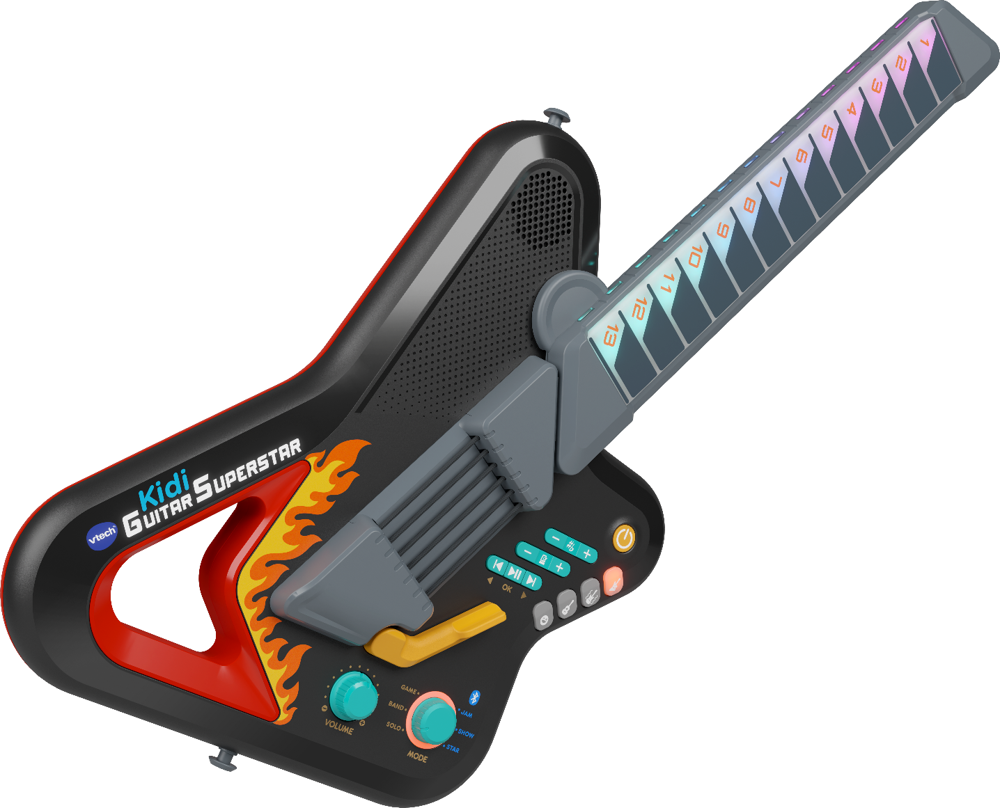 1
2
3
4
5
6
7
8
9
10
11
12
13
Kidi
GUITAR SUPERSTAR
vtech
OK
VOLUME
GAME
BAND
SOLO
JAM
SHOW
STAR
MODE